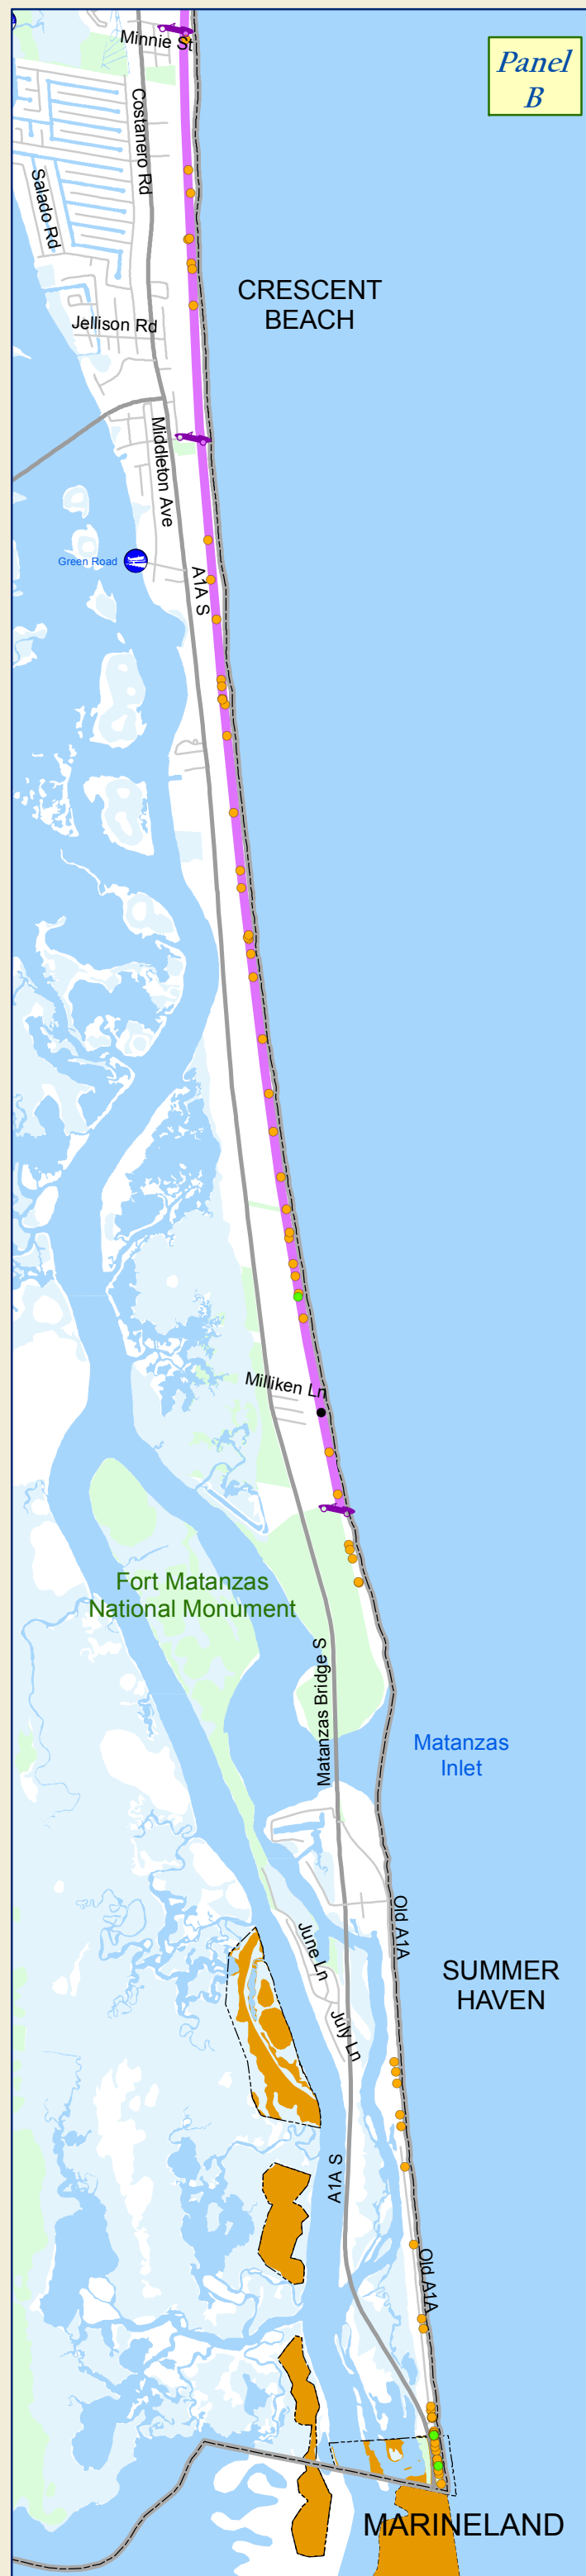 Panel
B
Minnie St
Costanero Rd
Salado Rd
CRESCENT
BEACH
Jellison Rd
Middleton Ave
Green Road
A1A S
Milliken Ln
Fort Matanzas
National Monument
Matanzas Bridge S
Matanzas
Inlet
Old A1A
June Ln
SUMMER
HAVEN
July Ln
A1A S
Old A1A
MARINELAND